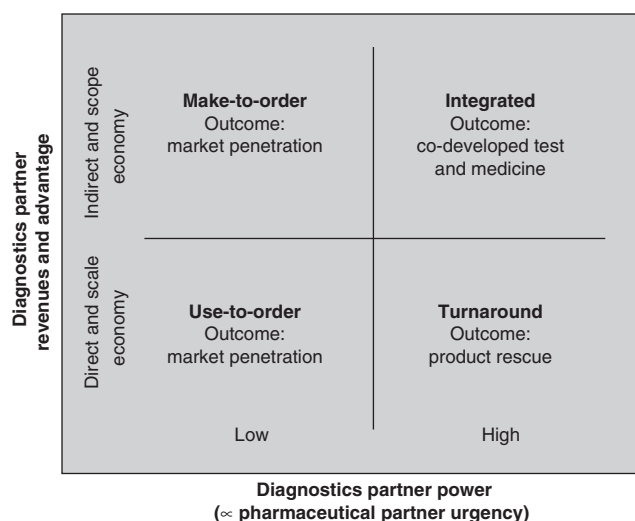 Diagnostics partner
revenues and advantage
Indirect and scope
economy
Direct and scale
economy
Make-to-order
Outcome:
market penetration
Integrated
Outcome:
co-developed test
and medicine
Use-to-order
Outcome:
market penetration
Turnaround
Outcome:
product rescue
Low
High
Diagnostics partner power
(∝ pharmaceutical partner urgency)